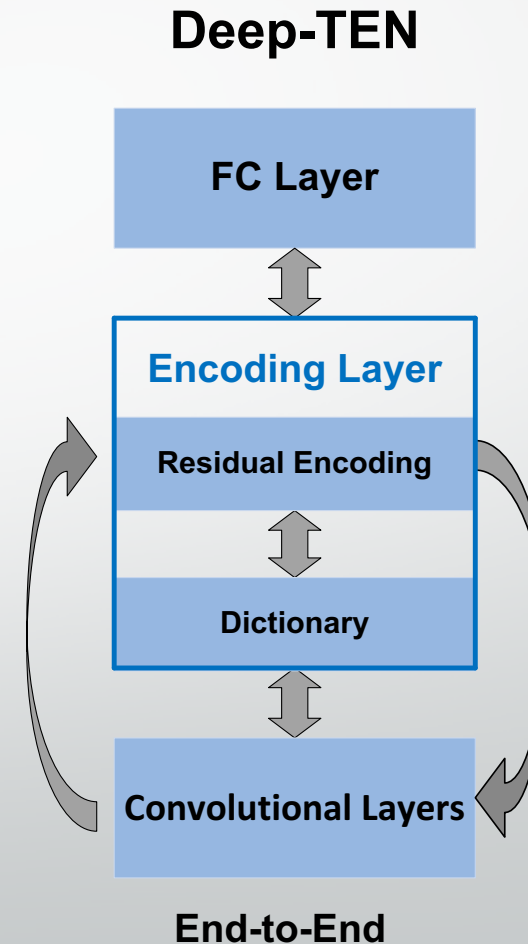 Deep-TEN
FC Layer
Encoding Layer
Residual Encoding
Dictionary
Convolutional Layers
End-to-End